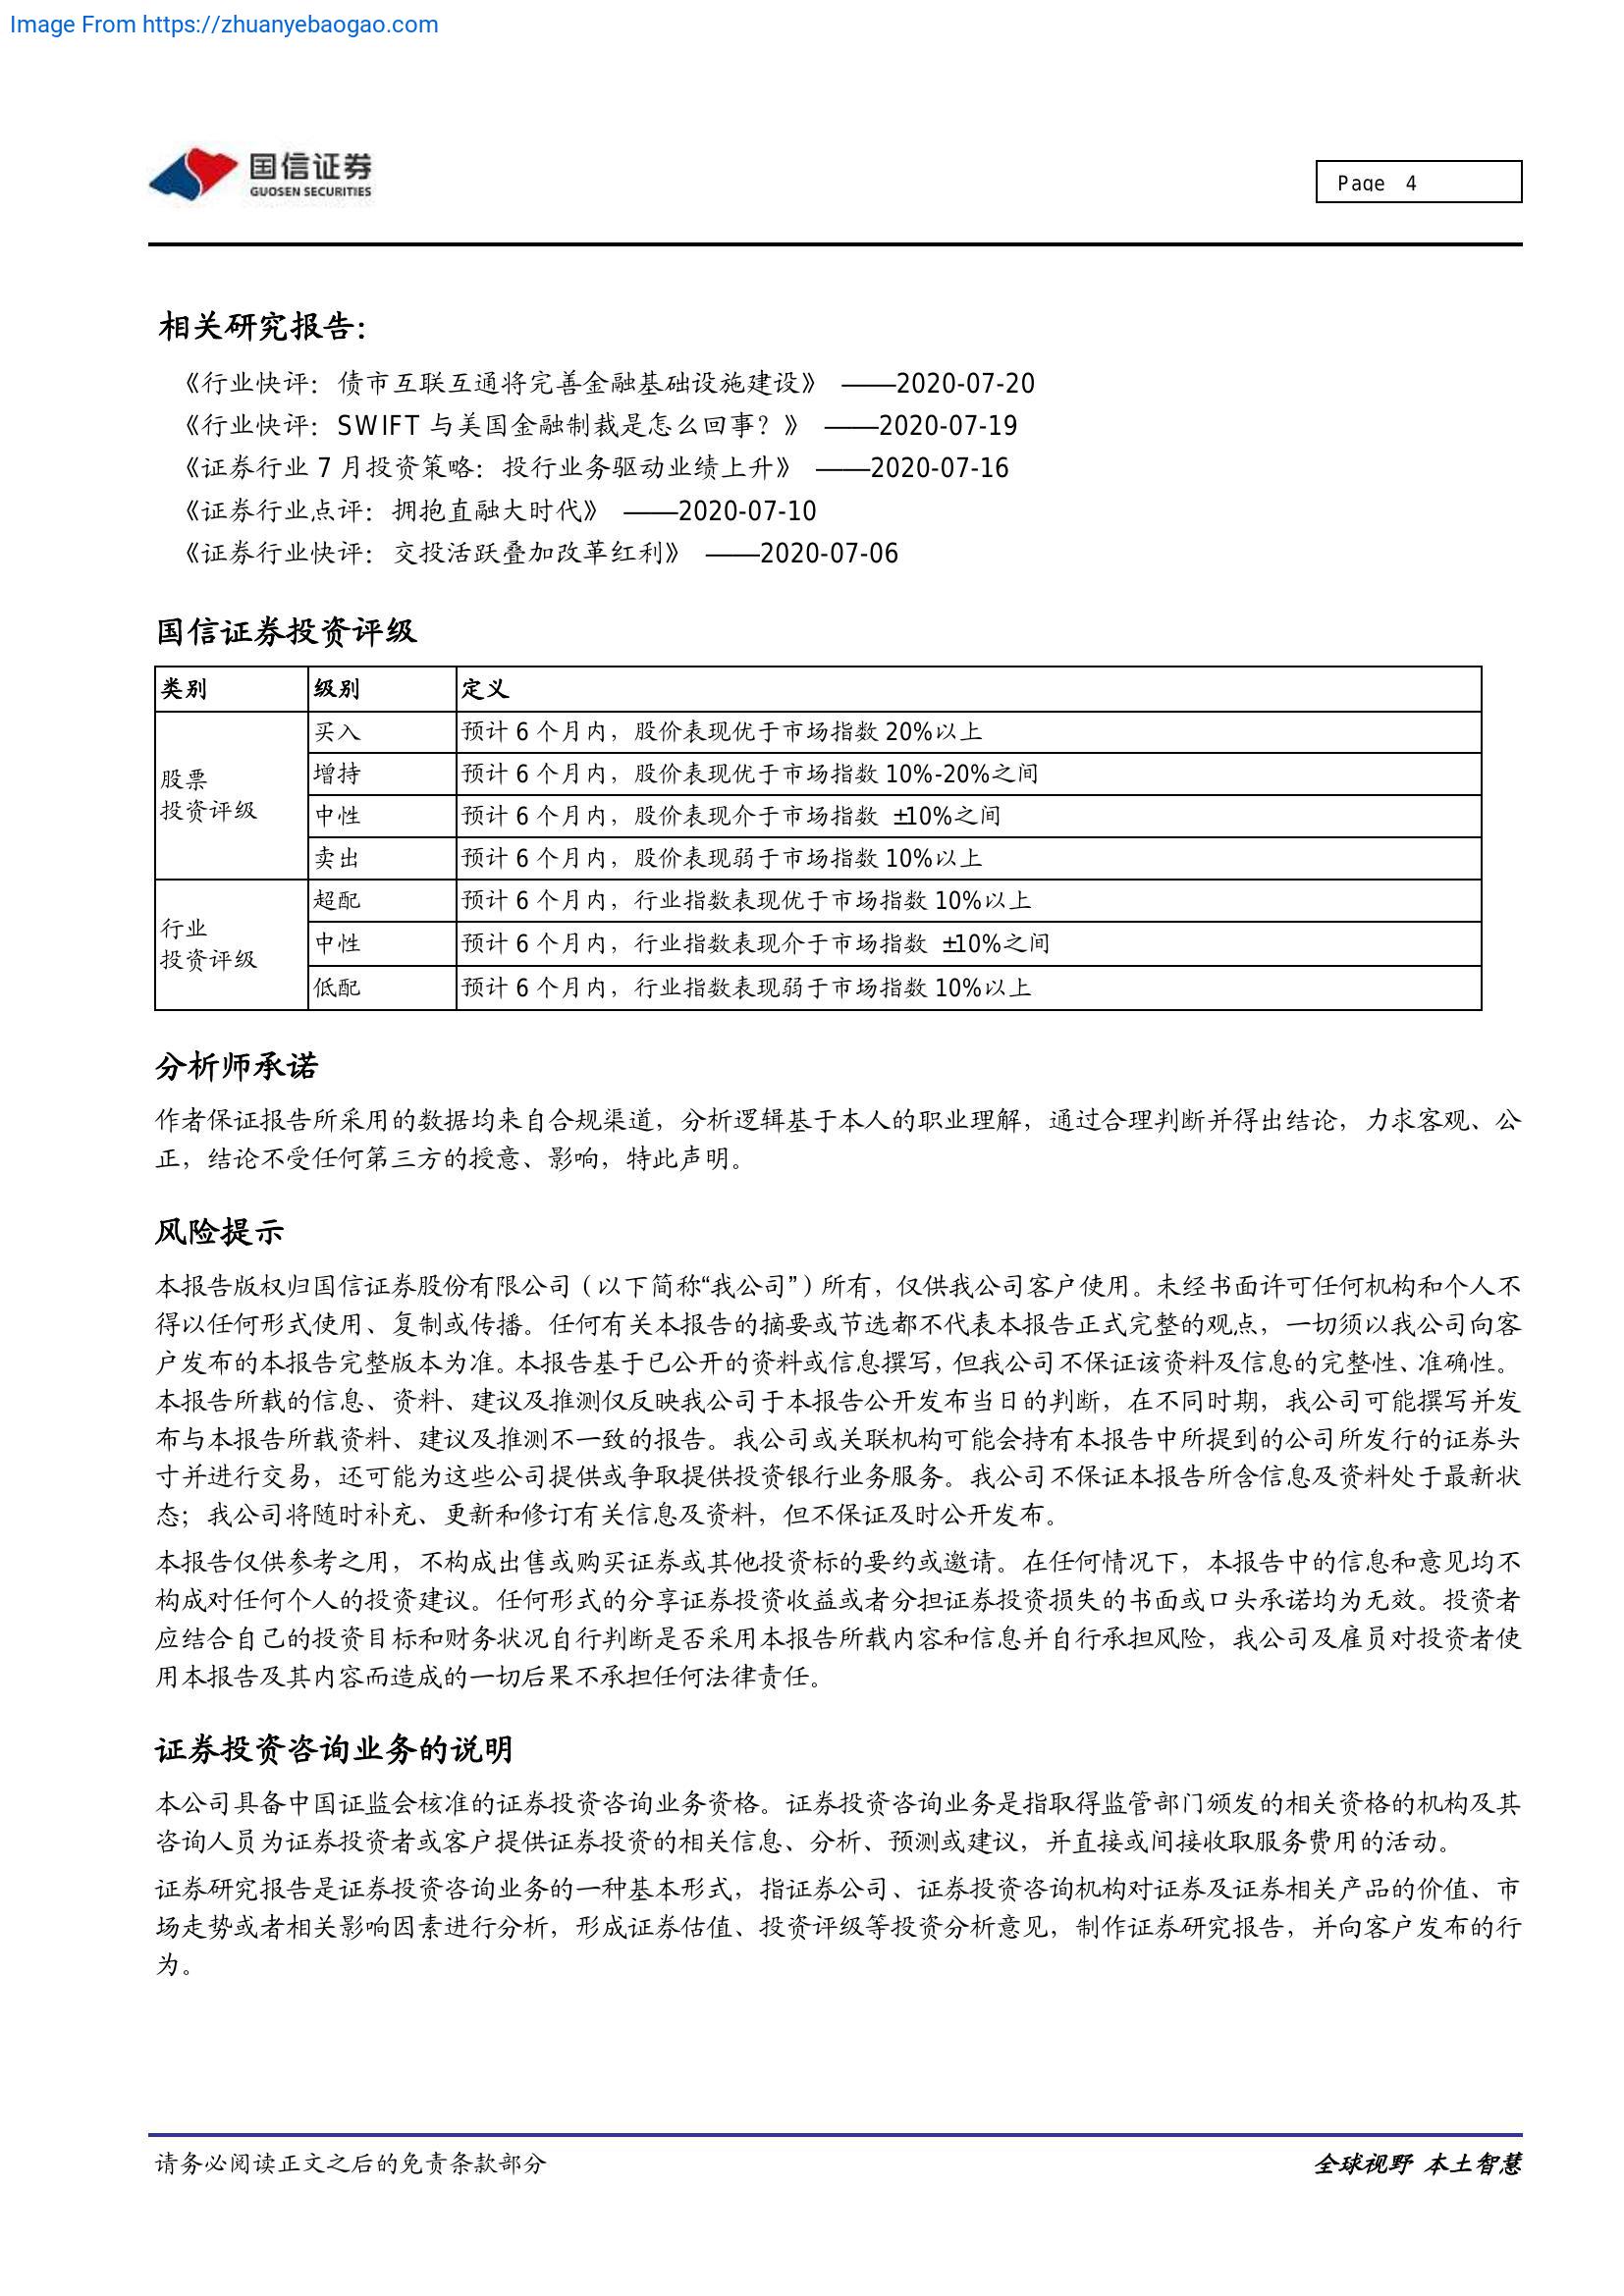 Image From https://zhuanyebaogao.com
国信证券
GUOSEN SECURITIES
Page 4
相关研究报告：
《行业快评：债市互联互通将完善金融基础设施建设》 ——2020-07-20
《行业快评：SWIFT 与美国金融制裁是怎么回事？》 ——2020-07-19
《证券行业 7 月投资策略：投行业务驱动业绩上升》 ——2020-07-16
《证券行业点评：拥抱直融大时代》 ——2020-07-10
《证券行业快评：交投活跃叠加改革红利》 ——2020-07-06
国信证券投资评级
类别 级别 定义
股票
投资评级
买入 预计 6 个月内，股价表现优于市场指数 20%以上
增持 预计 6 个月内，股价表现优于市场指数 10%-20%之间
中性 预计 6 个月内，股价表现介于市场指数 ±10%之间
卖出 预计 6 个月内，股价表现弱于市场指数 10%以上
行业
投资评级
超配 预计 6 个月内，行业指数表现优于市场指数 10%以上
中性 预计 6 个月内，行业指数表现介于市场指数 ±10%之间
低配 预计 6 个月内，行业指数表现弱于市场指数 10%以上
分析师承诺
作者保证报告所采用的数据均来自合规渠道，分析逻辑基于本人的职业理解，通过合理判断并得出结论，力求客观、公
正，结论不受任何第三方的授意、影响，特此声明。
风险提示
本报告版权归国信证券股份有限公司（以下简称“我公司”）所有，仅供我公司客户使用。未经书面许可任何机构和个人不
得以任何形式使用、复制或传播。任何有关本报告的摘要或节选都不代表本报告正式完整的观点，一切须以我公司向客
户发布的本报告完整版本为准。本报告基于已公开的资料或信息撰写，但我公司不保证该资料及信息的完整性、准确性。
本报告所载的信息、资料、建议及推测仅反映我公司于本报告公开发布当日的判断，在不同时期，我公司可能撰写并发
布与本报告所载资料、建议及推测不一致的报告。我公司或关联机构可能会持有本报告中所提到的公司所发行的证券头
寸并进行交易，还可能为这些公司提供或争取提供投资银行业务服务。我公司不保证本报告所含信息及资料处于最新状
态；我公司将随时补充、更新和修订有关信息及资料，但不保证及时公开发布。
本报告仅供参考之用，不构成出售或购买证券或其他投资标的要约或邀请。在任何情况下，本报告中的信息和意见均不
构成对任何个人的投资建议。任何形式的分享证券投资收益或者分担证券投资损失的书面或口头承诺均为无效。投资者
应结合自己的投资目标和财务状况自行判断是否采用本报告所载内容和信息并自行承担风险，我公司及雇员对投资者使
用本报告及其内容而造成的一切后果不承担任何法律责任。
证券投资咨询业务的说明
本公司具备中国证监会核准的证券投资咨询业务资格。证券投资咨询业务是指取得监管部门颁发的相关资格的机构及其
咨询人员为证券投资者或客户提供证券投资的相关信息、分析、预测或建议，并直接或间接收取服务费用的活动。
证券研究报告是证券投资咨询业务的一种基本形式，指证券公司、证券投资咨询机构对证券及证券相关产品的价值、市
场走势或者相关影响因素进行分析，形成证券估值、投资评级等投资分析意见，制作证券研究报告，并向客户发布的行
为。
请务必阅读正文之后的免责条款部分
全球视野 本土智慧